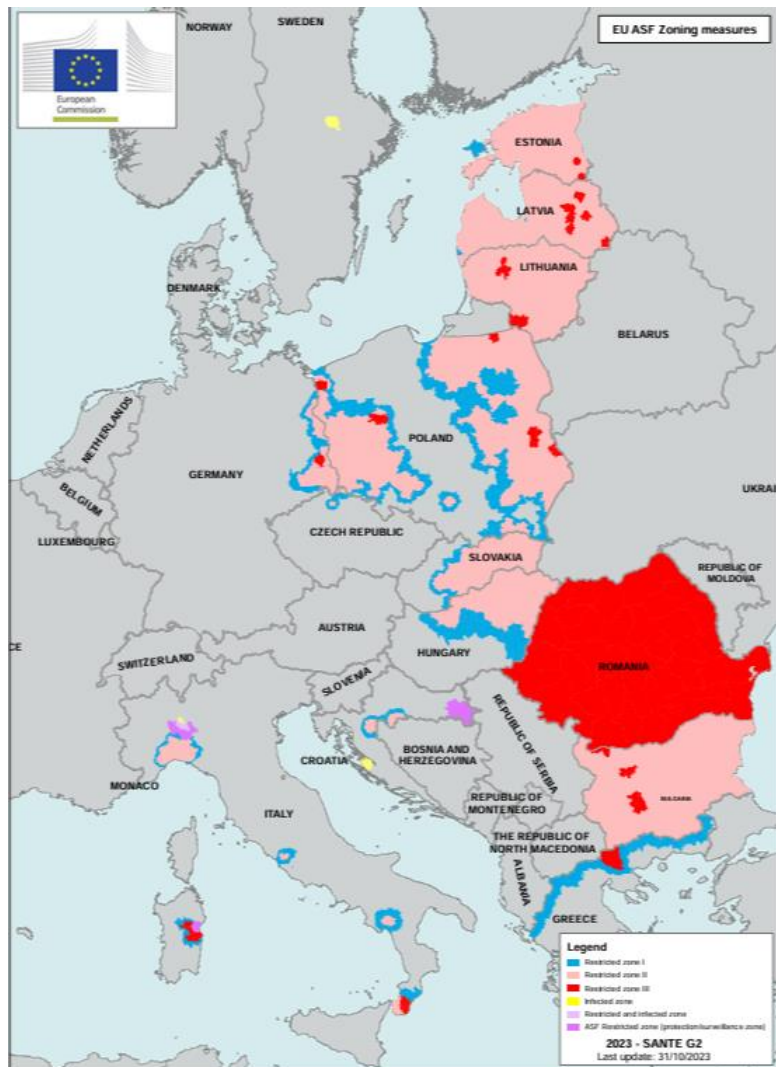 NORWAY
SWEDEN
EU ASF Zoning measures
European
Commission
ESTONIA
LATVIA
LITHUANIA
DENMARK
BELARUS
NETHERLANDS
POLAND
GERMANY
BELGIUM
UKRAI
LUXEMBOURG
CZECH REPUBLIC
SLOVAKIA
REPUBLIC OF
MOLDOVA
AUSTRIA
CE
SWITZERLAND
HUNGARY
ROMANIA
SLOVENIA
REPUBLIC OF SERBIA
CROATIA
BOSNIA AND
HERZEGOVINA
MONACO
ITALY
REPUBLIC OF
MONTENEGRO
BULGARIA
THE REPUBLIC OF
NORTH MACEDONIA
ALBANIA
GREECE
Legend
Restricted zone I
Restricted zone II
Restricted zone III
Infected zone
Restricted and infected zone
ASF Restricted zone (protection/surveillance zone)
2023 - SANTE G2
Last update: 31/10/2023